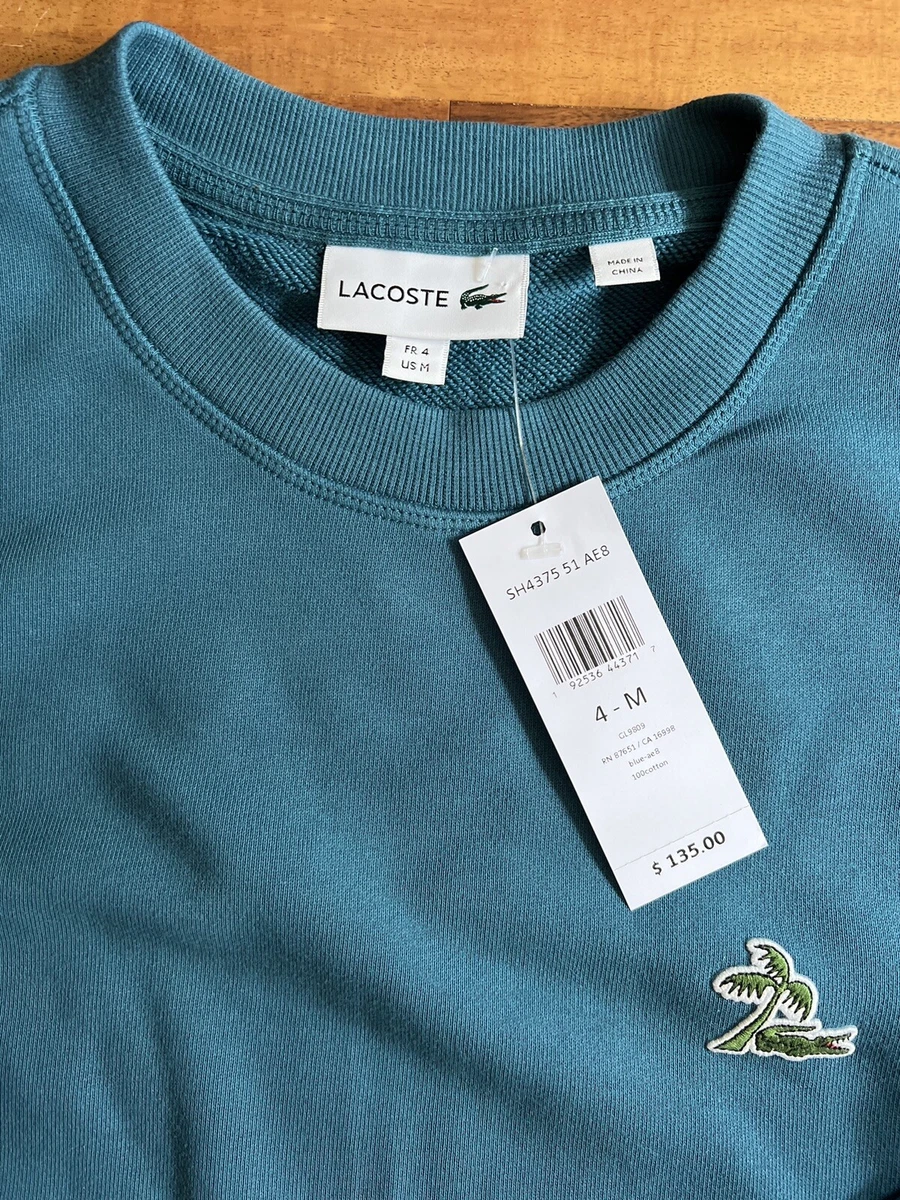 LACOSTE
MADE IN
CHINA
FR 4
US M
SH4375 51 AE8
1 92536 44371 7
4 - M
GL9809
RN 87651 / CA 16998
blue-ae8
100cotton
$ 135.00